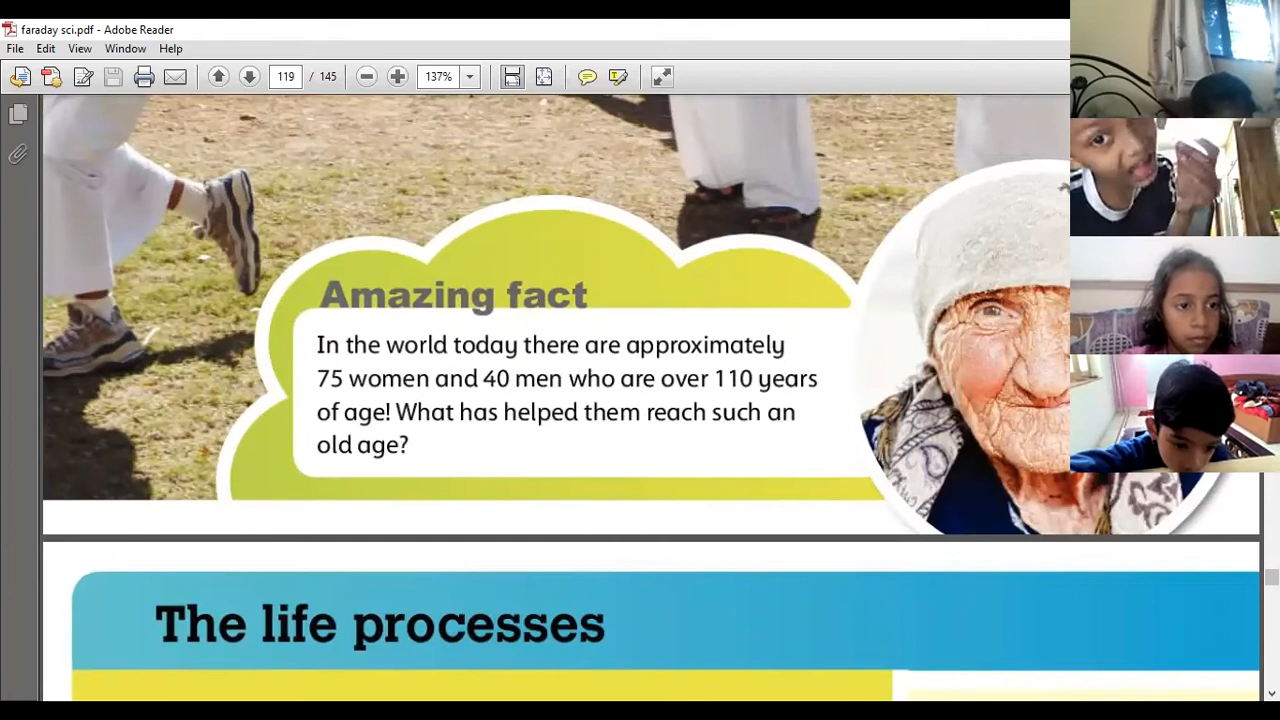 faraday sci.pdf - Adobe Reader
File Edit View Window Help
119 / 145 137%
Amazing fact
In the world today there are approximately
75 women and 40 men who are over 110 years
of age! What has helped them reach such an
old age?
The life processes